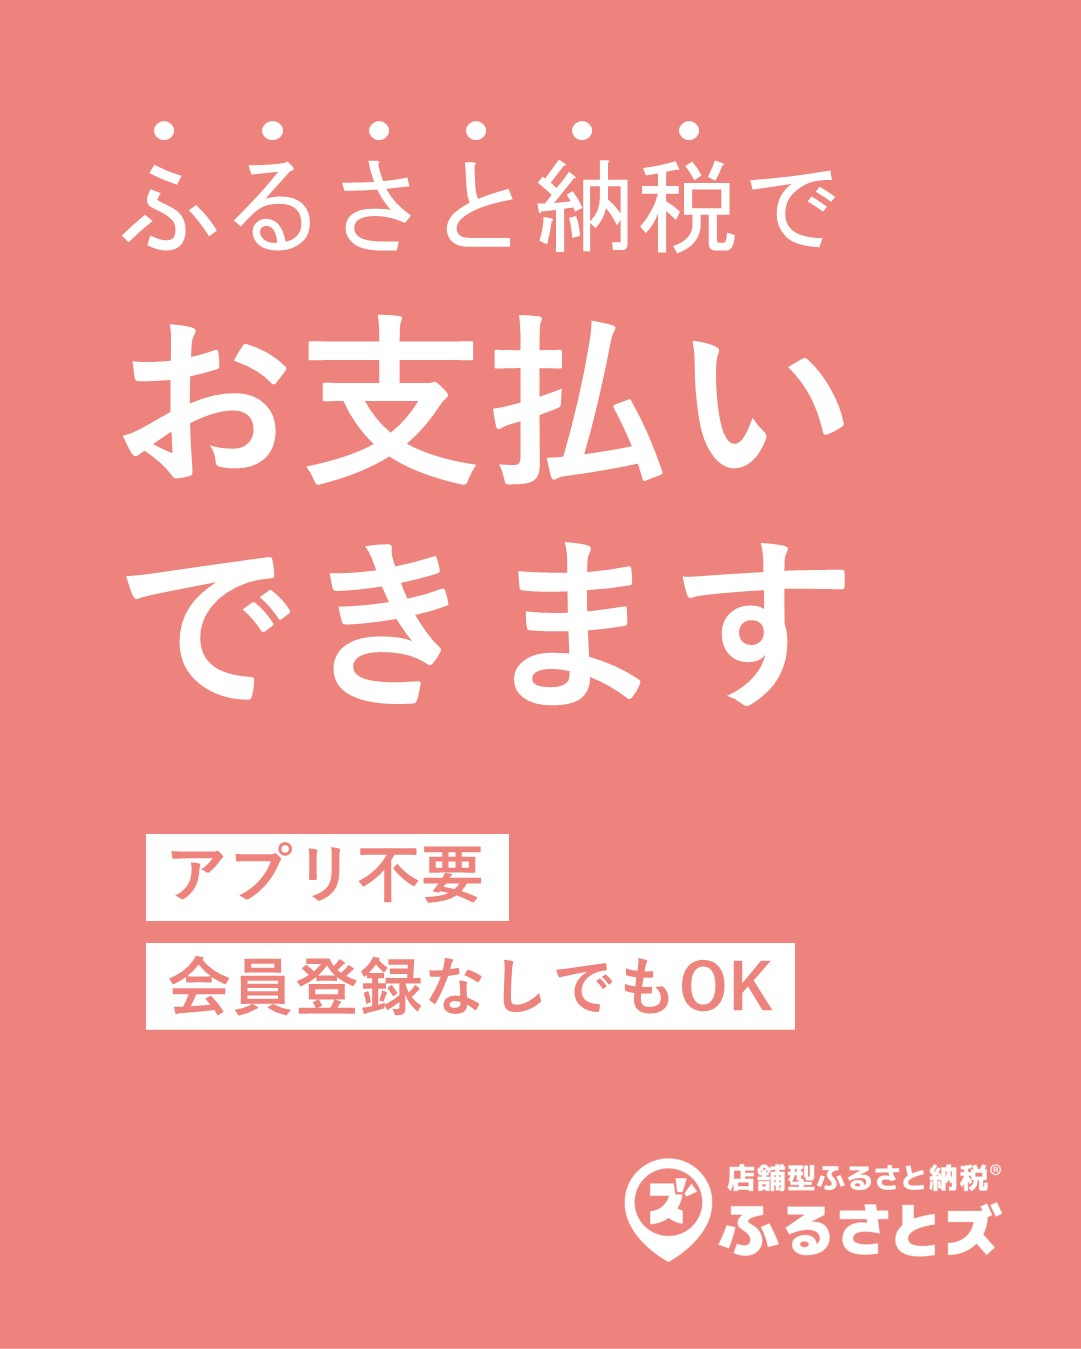 ふるさと納税で
お支払い
できます
アプリ不要
会員登録なしでもOK
ズ
店舗型ふるさと納税®
ふるさとズ